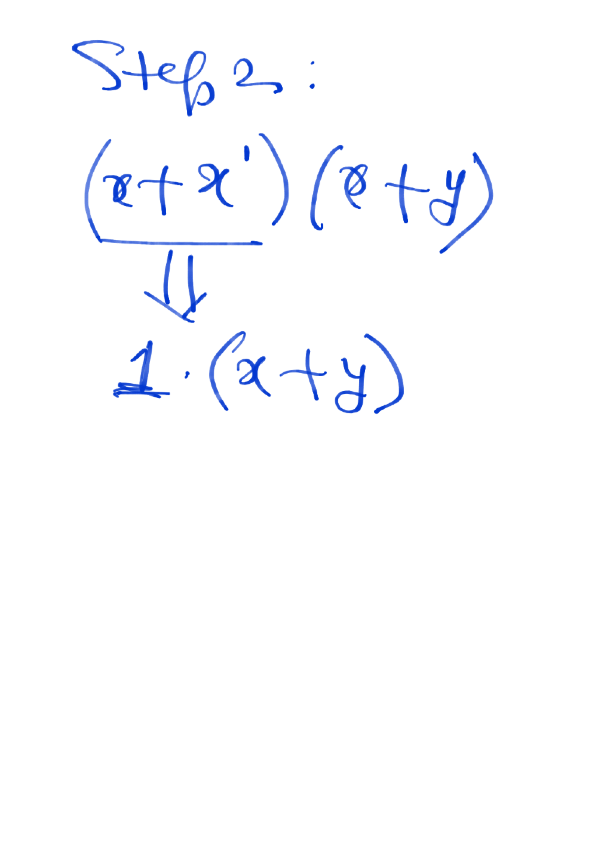 Step 2 :
(x + x') (x + y)
⇓
1 · (x + y)